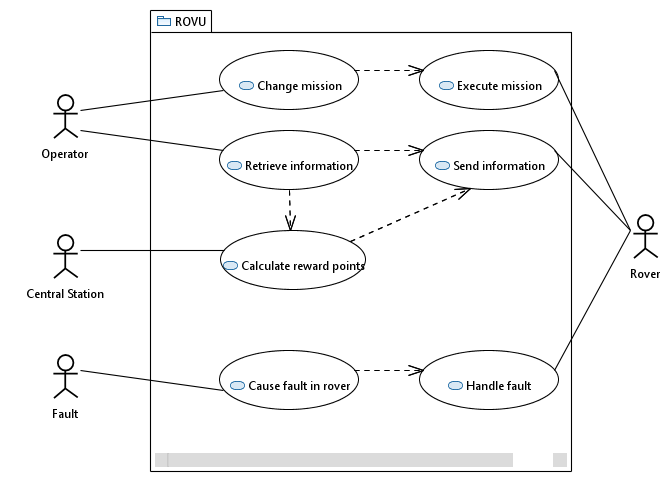 ROVU
Change mission
Execute mission
Operator
Retrieve information
Send information
Central Station
Calculate reward points
Rover
Fault
Cause fault in rover
Handle fault